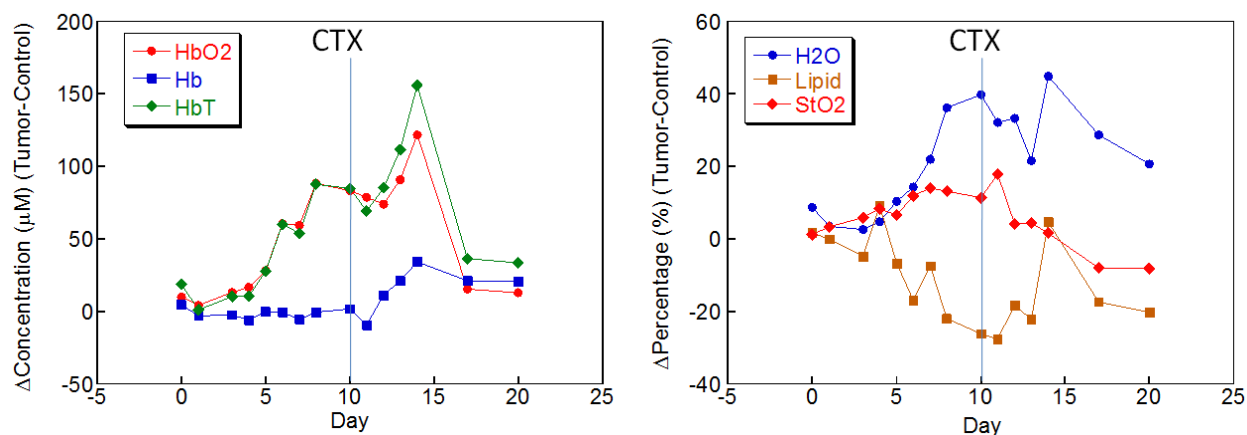 200
150
100
50
0
-50
-5
0
5
10
15
20
25
Day
ΔConcentration (μM) (Tumor-Control)
CTX
HbO2
Hb
HbT
60
40
20
0
-20
-40
-5
0
5
10
15
20
25
Day
ΔPercentage (%) (Tumor-Control)
CTX
H2O
Lipid
StO2